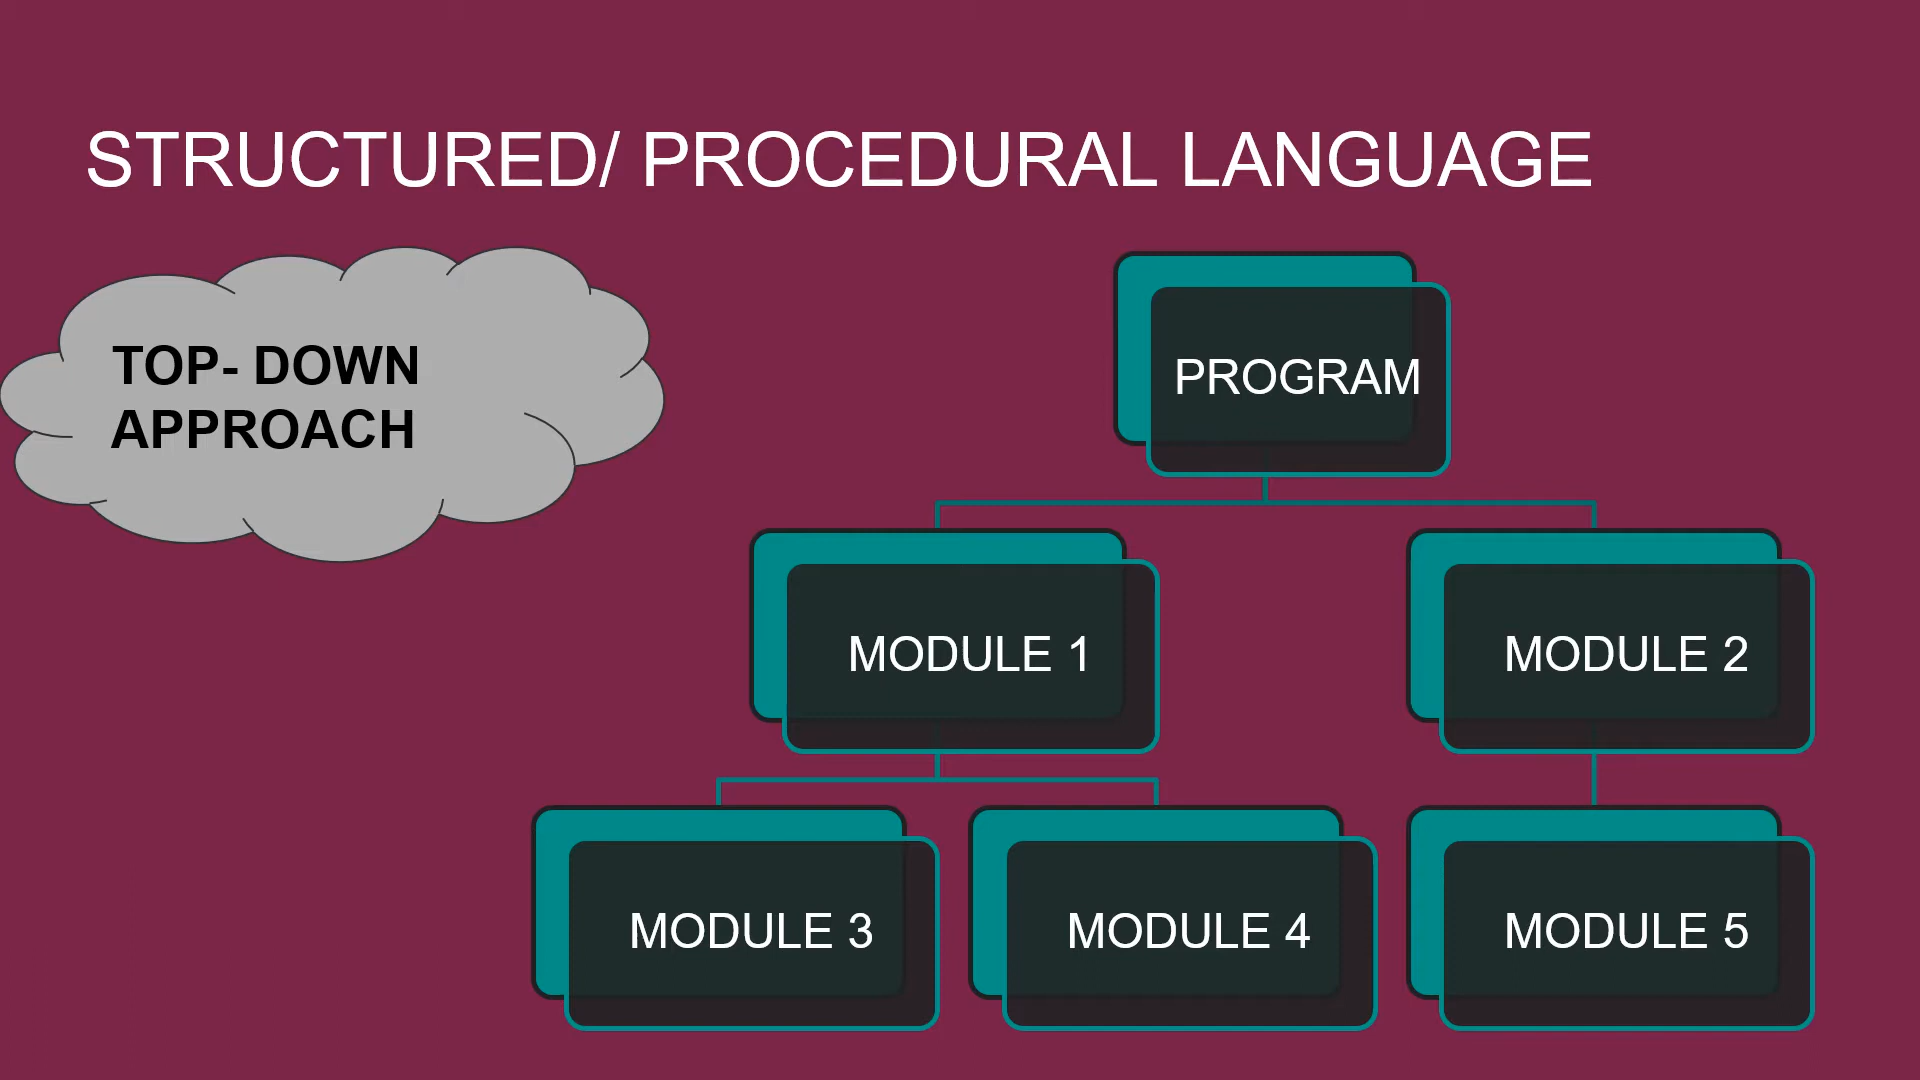 STRUCTURED/ PROCEDURAL LANGUAGE
TOP- DOWN
APPROACH
PROGRAM
MODULE 1
MODULE 2
MODULE 3
MODULE 4
MODULE 5